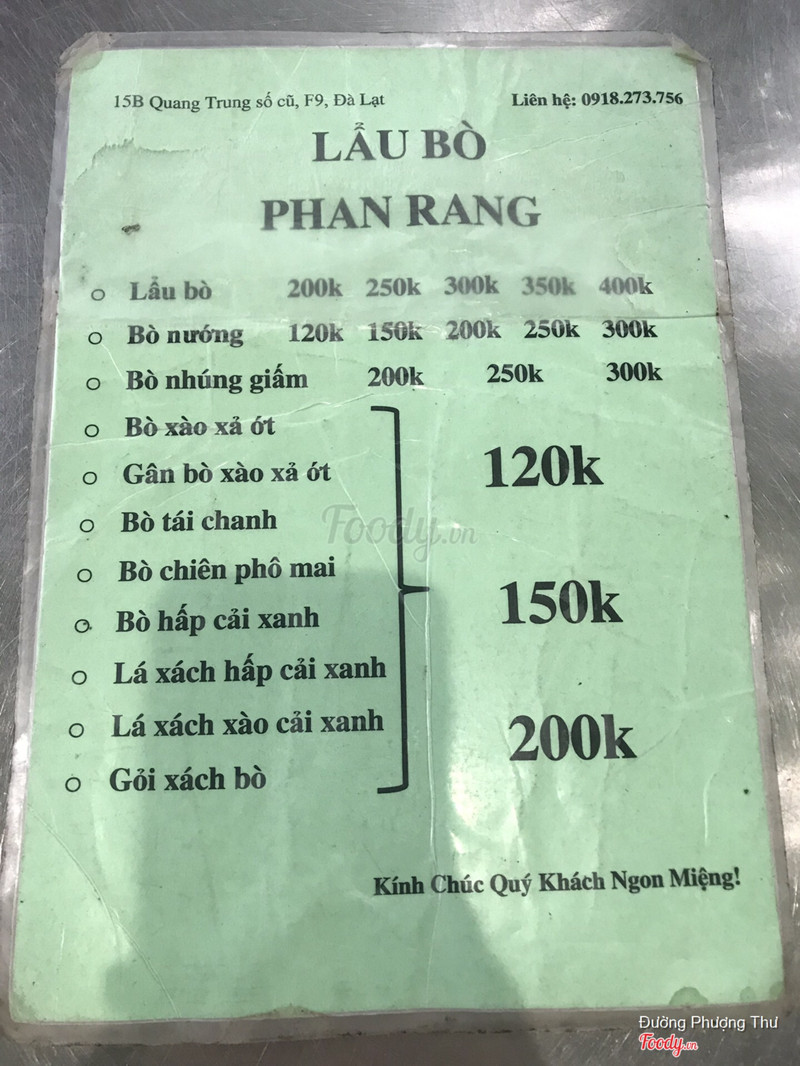 15B Quang Trung số cũ, F9, Đà Lạt Liên hệ: 0918.273.756
LẨU BÒ
PHAN RANG
Lẩu bò 200k 250k 300k 350k 400k
Bò nướng 120k 150k 200k 250k 300k
Bò nhúng giấm 200k 250k 300k
Bò xào xả ớt
Gân bò xào xả ớt
120k
Bò tái chanh
Foody.vn
Bò chiên phô mai
Bò hấp cải xanh
150k
Lá xách hấp cải xanh
Lá xách xào cải xanh
200k
Gỏi xách bò
Kính Chúc Quý Khách Ngon Miệng!
Đường Phượng Thư
Foody.vn